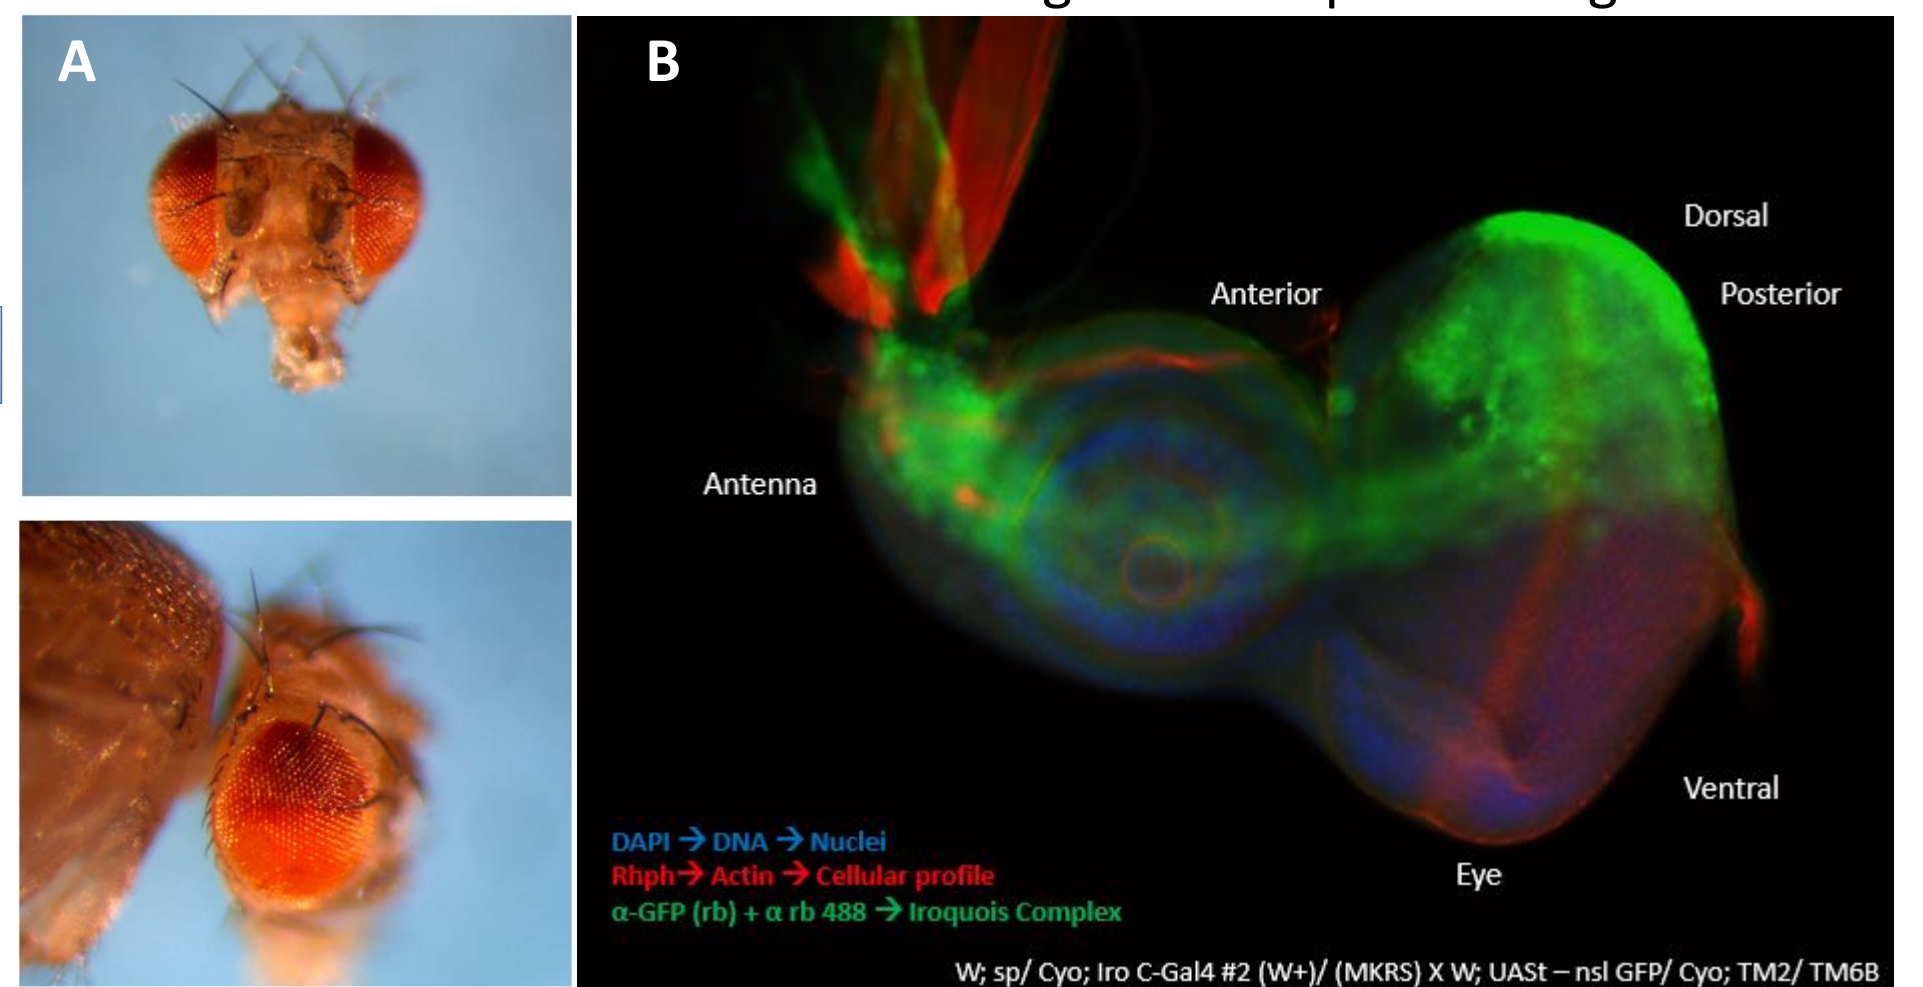 A
B
Dorsal
Anterior
Posterior
Antenna
Ventral
Eye
DAPI → DNA → Nuclei
Rhph→ Actin → Cellular profile
α-GFP (rb) + α rb 488 → Iroquois Complex
W; sp/ Cyo; Iro C-Gal4 #2 (W+)/ (MKRS) X W; UASt – nsl GFP/ Cyo; TM2/ TM6B